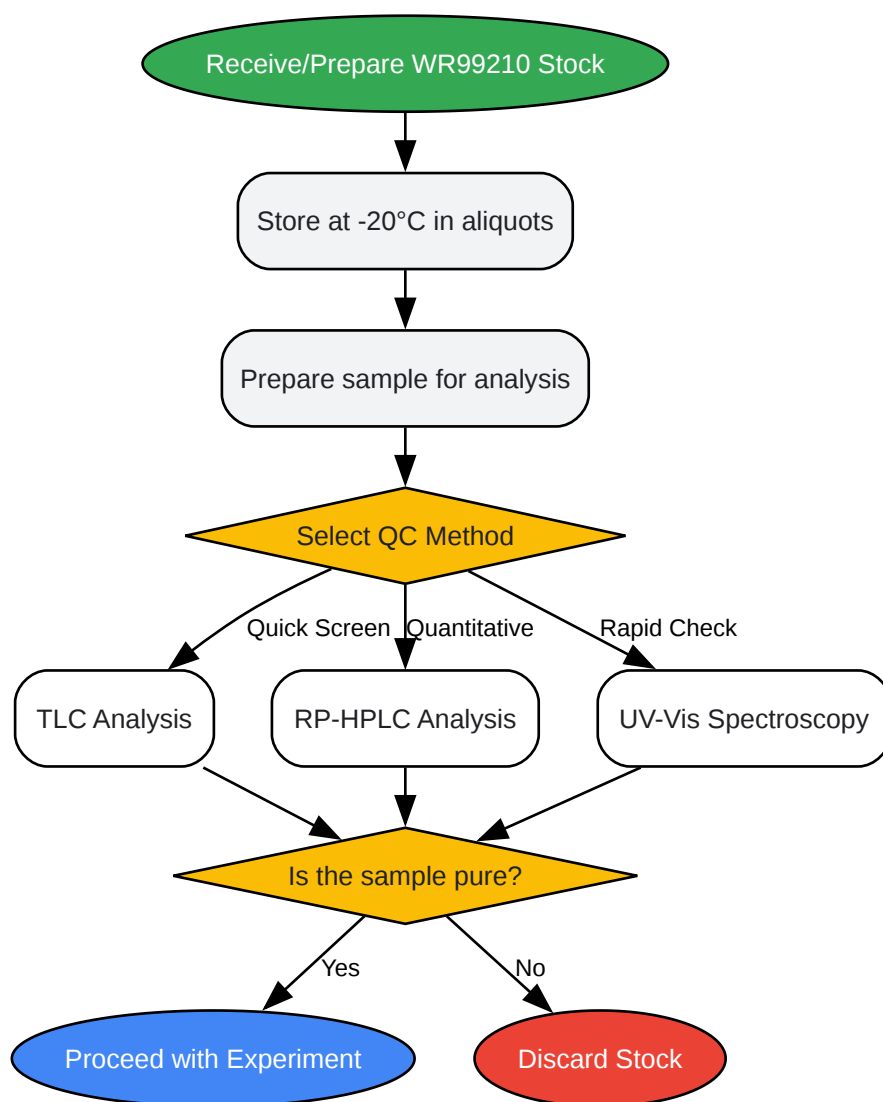 Receive/Prepare WR99210 Stock
Store at -20°C in aliquots
Prepare sample for analysis
Select QC Method
Quick Screen
Quantitative
Rapid Check
TLC Analysis
RP-HPLC Analysis
UV-Vis Spectroscopy
Is the sample pure?
Yes
No
Proceed with Experiment
Discard Stock